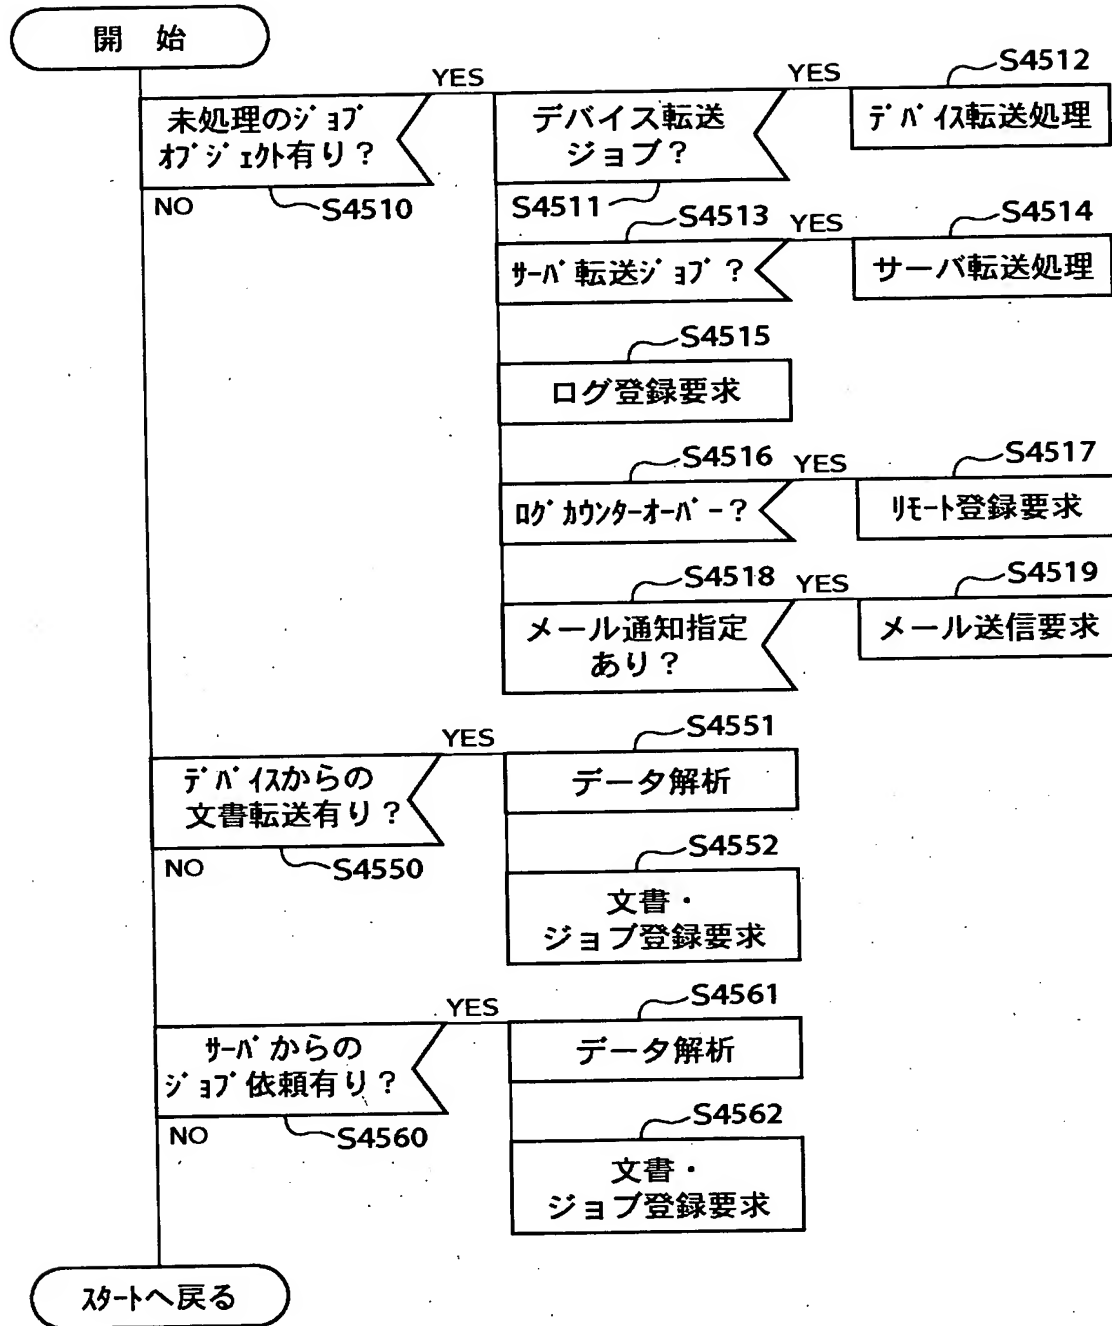 開 始
YES
YES
S4512
未処理のジョブ
オブジェクト有り?
デバイス転送
ジョブ?
デバイス転送処理
NO
S4510
S4511
S4513
YES
S4514
サーバ転送ジョブ?
サーバ転送処理
S4515
ログ登録要求
S4516
YES
S4517
ログカウンターオーバー?
リモート登録要求
S4518
YES
S4519
メール通知指定
あり?
メール送信要求
YES
S4551
デバイスからの
文書転送有り?
データ解析
NO
S4550
S4552
文書・
ジョブ登録要求
YES
S4561
サーバからの
ジョブ依頼有り?
データ解析
NO
S4560
S4562
文書・
ジョブ登録要求
スタートへ戻る